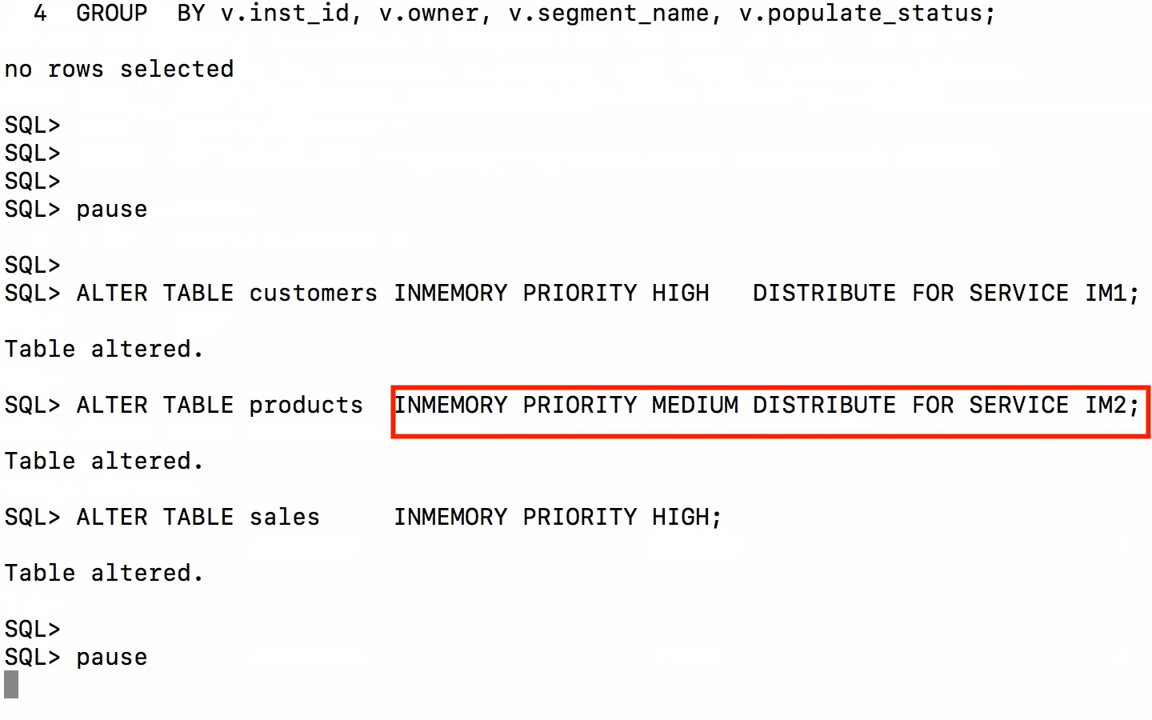 4  GROUP  BY v.inst_id, v.owner, v.segment_name, v.populate_status;
no rows selected
SQL>
SQL>
SQL>
SQL> pause
SQL>
SQL> ALTER TABLE customers INMEMORY PRIORITY HIGH   DISTRIBUTE FOR SERVICE IM1;
Table altered.
SQL> ALTER TABLE products  INMEMORY PRIORITY MEDIUM DISTRIBUTE FOR SERVICE IM2;
Table altered.
SQL> ALTER TABLE sales     INMEMORY PRIORITY HIGH;
Table altered.
SQL>
SQL> pause